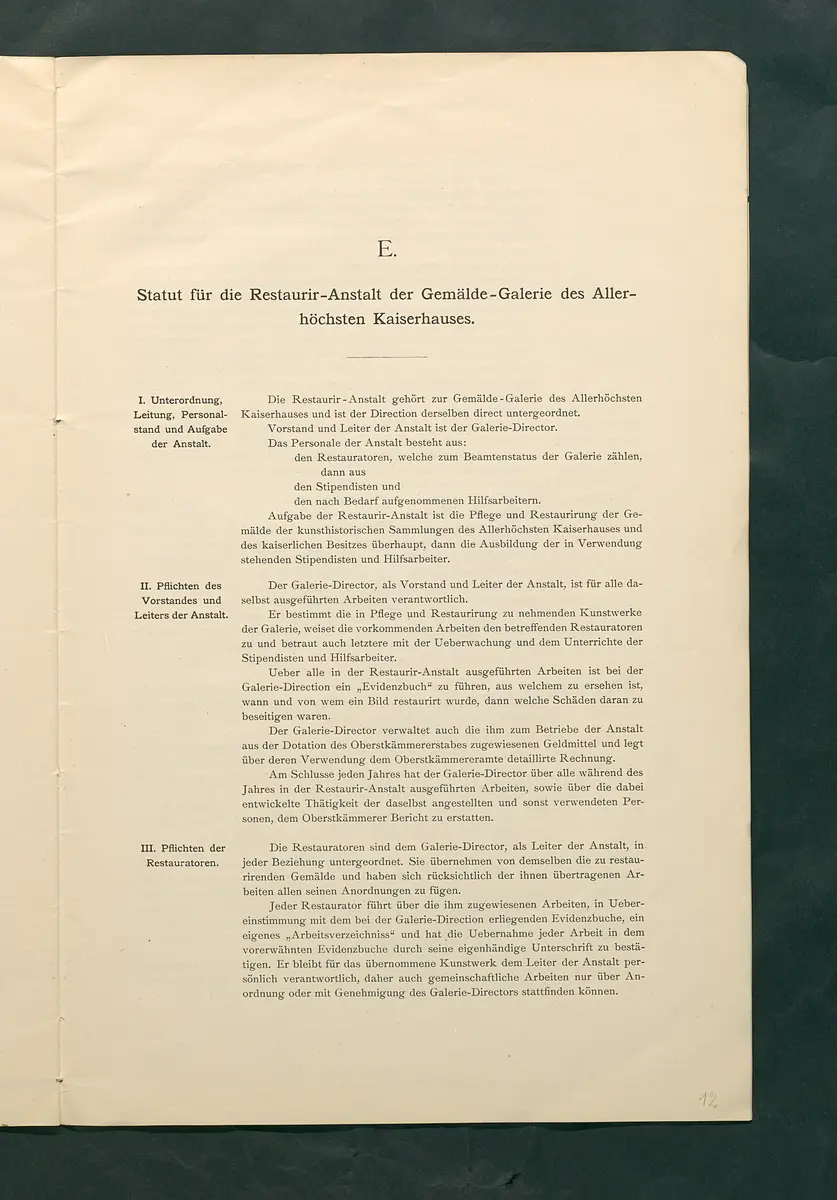 E.
Statut für die Restaurir-Anstalt der Gemälde-Galerie des Aller-
höchsten Kaiserhauses.
I. Unterordnung,
Leitung, Personal-
stand und Aufgabe
der Anstalt.
Die Restaurir-Anstalt gehört zur Gemälde-Galerie des Allerhöchsten
Kaiserhauses und ist der Direction derselben direct untergeordnet.
Vorstand und Leiter der Anstalt ist der Galerie-Director.
Das Personale der Anstalt besteht aus:
den Restauratoren, welche zum Beamtenstatus der Galerie zählen,
dann aus
den Stipendisten und
den nach Bedarf aufgenommenen Hilfsarbeitern.
Aufgabe der Restaurir-Anstalt ist die Pflege und Restaurirung der Ge-
mälde der kunsthistorischen Sammlungen des Allerhöchsten Kaiserhauses und
des kaiserlichen Besitzes überhaupt, dann die Ausbildung der in Verwendung
stehenden Stipendisten und Hilfsarbeiter.
II. Pflichten des
Vorstandes und
Leiters der Anstalt.
Der Galerie-Director, als Vorstand und Leiter der Anstalt, ist für alle da-
selbst ausgeführten Arbeiten verantwortlich.
Er bestimmt die in Pflege und Restaurirung zu nehmenden Kunstwerke
der Galerie, weiset die vorkommenden Arbeiten den betreffenden Restauratoren
zu und betraut auch letztere mit der Ueberwachung und dem Unterrichte der
Stipendisten und Hilfsarbeiter.
Ueber alle in der Restaurir-Anstalt ausgeführten Arbeiten ist bei der
Galerie-Direction ein „Evidenzbuch“ zu führen, aus welchem zu ersehen ist,
wann und von wem ein Bild restaurirt wurde, dann welche Schäden daran zu
beseitigen waren.
Der Galerie-Director verwaltet auch die ihm zum Betriebe der Anstalt
aus der Dotation des Oberstkämmererstabes zugewiesenen Geldmittel und legt
über deren Verwendung dem Oberstkämmereramte detaillirte Rechnung.
Am Schlusse jeden Jahres hat der Galerie-Director über alle während des
Jahres in der Restaurir-Anstalt ausgeführten Arbeiten, sowie über die dabei
entwickelte Thätigkeit der daselbst angestellten und sonst verwendeten Per-
sonen, dem Oberstkämmerer Bericht zu erstatten.
III. Pflichten der
Restauratoren.
Die Restauratoren sind dem Galerie-Director, als Leiter der Anstalt, in
jeder Beziehung untergeordnet. Sie übernehmen von demselben die zu restau-
rirenden Gemälde und haben sich rücksichtlich der ihnen übertragenen Ar-
beiten allen seinen Anordnungen zu fügen.
Jeder Restaurator führt über die ihm zugewiesenen Arbeiten, in Ueber-
einstimmung mit dem bei der Galerie-Direction erliegenden Evidenzbuche, ein
eigenes „Arbeitsverzeichniss“ und hat die Uebernahme jeder Arbeit in dem
vorerwähnten Evidenzbuche durch seine eigenhändige Unterschrift zu bestä-
tigen. Er bleibt für das übernommene Kunstwerk dem Leiter der Anstalt per-
sönlich verantwortlich, daher auch gemeinschaftliche Arbeiten nur über An-
ordnung oder mit Genehmigung des Galerie-Directors stattfinden können.
12